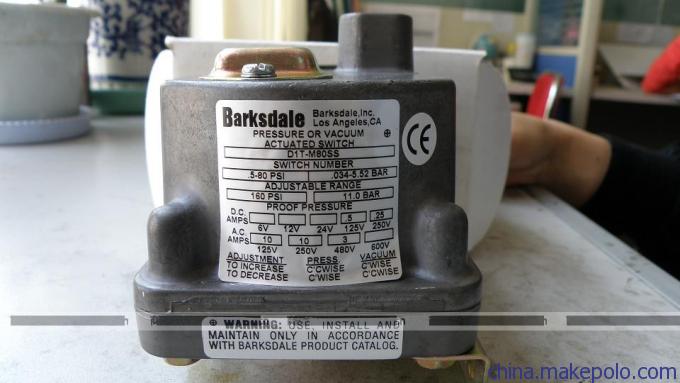 Barksdale Barksdale, Inc.
Los Angeles, CA
PRESSURE OR VACUUM
ACTUATED SWITCH
D1T-M80SS
SWITCH NUMBER
.5-80 PSI .034-5.52 BAR
ADJUSTABLE RANGE
160 PSI 11.0 BAR
PROOF PRESSURE
D.C. AMPS .5 .25
6V 12V 24V 125V 250V
A.C. AMPS 10 10 3
125V 250V 480V 600V
ADJUSTMENT PRESS. VACUUM
TO INCREASE C'CWISE C'WISE
TO DECREASE C'WISE C'CWISE
CE
WARNING: USE, INSTALL AND
MAINTAIN ONLY IN ACCORDANCE
WITH BARKSDALE PRODUCT CATALOG.
china.makepolo.com